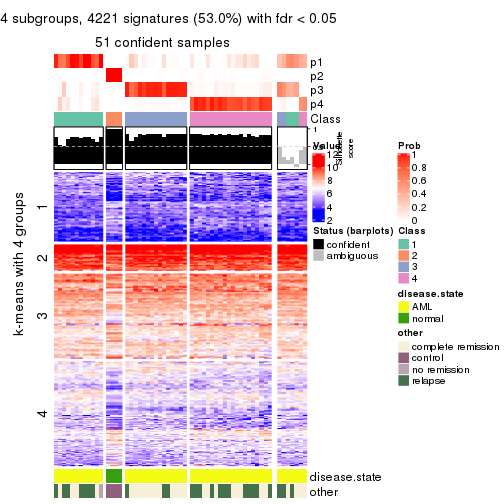 4 subgroups, 4221 signatures (53.0%) with fdr < 0.05
51 confident samples
p1
p2
p3
p4
Class
1
Silhouette
score
k-means with 4 groups
1
2
3
4
disease.state
other
Value
12
10
8
6
4
2
Prob
1
0.8
0.6
0.4
0.2
0
Status (barplots)
confident
ambiguous
Class
1
2
3
4
disease.state
AML
normal
other
complete remission
control
no remission
relapse